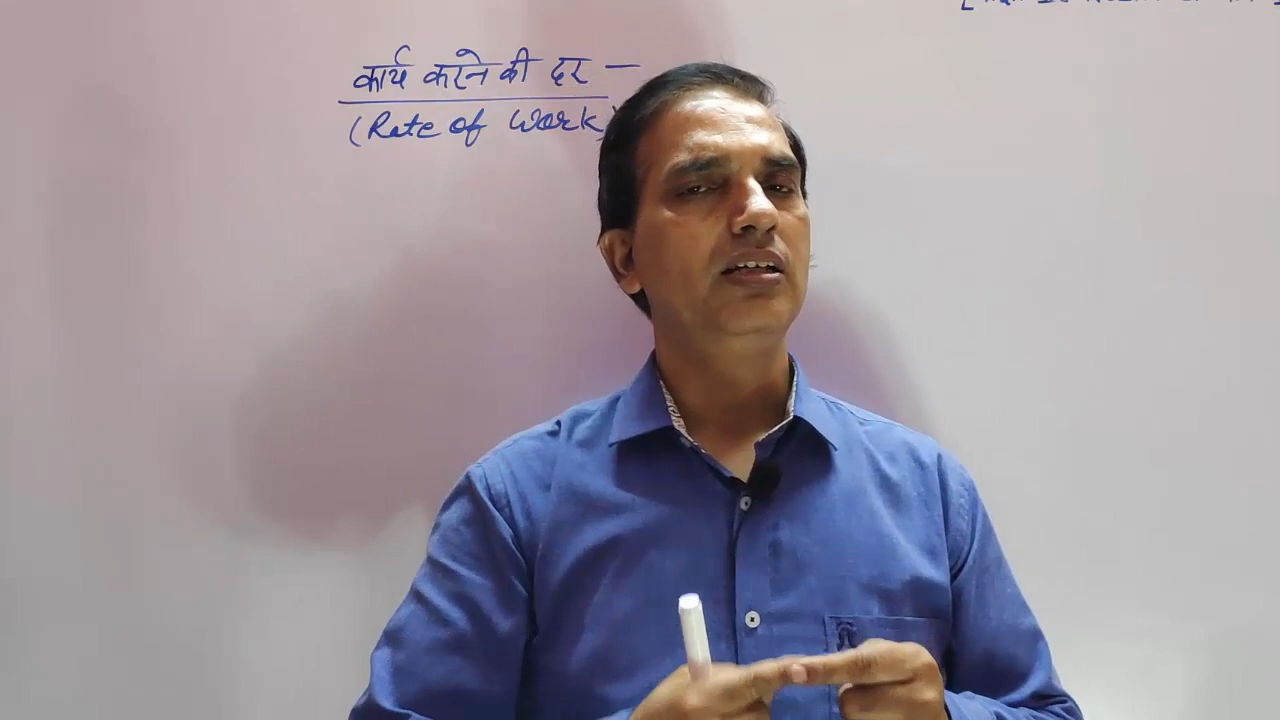 कार्य करने की दर —
(Rate of Work)